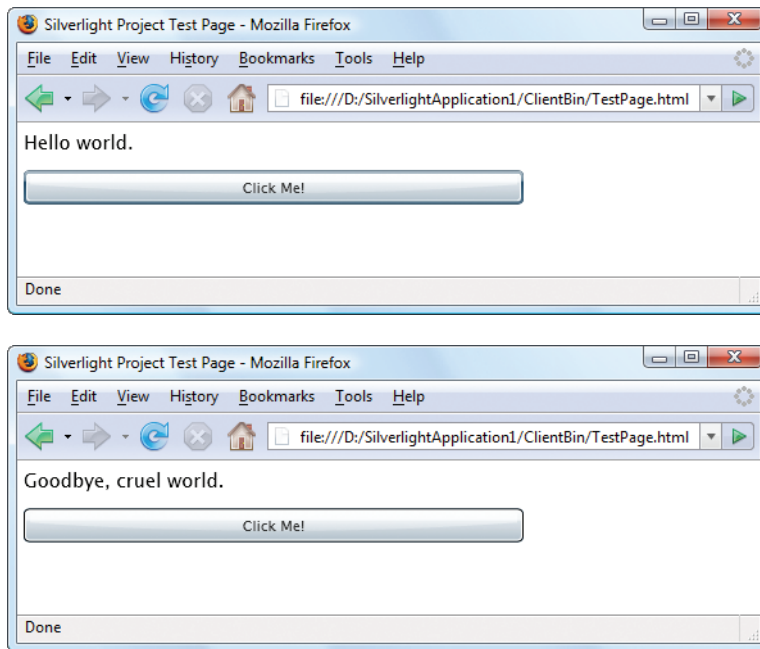 Silverlight Project Test Page - Mozilla Firefox
File Edit View History Bookmarks Tools Help
file:///D:/SilverlightApplication1/ClientBin/TestPage.html
Hello world.
Click Me!
Done
Silverlight Project Test Page - Mozilla Firefox
File Edit View History Bookmarks Tools Help
file:///D:/SilverlightApplication1/ClientBin/TestPage.html
Goodbye, cruel world.
Click Me!
Done